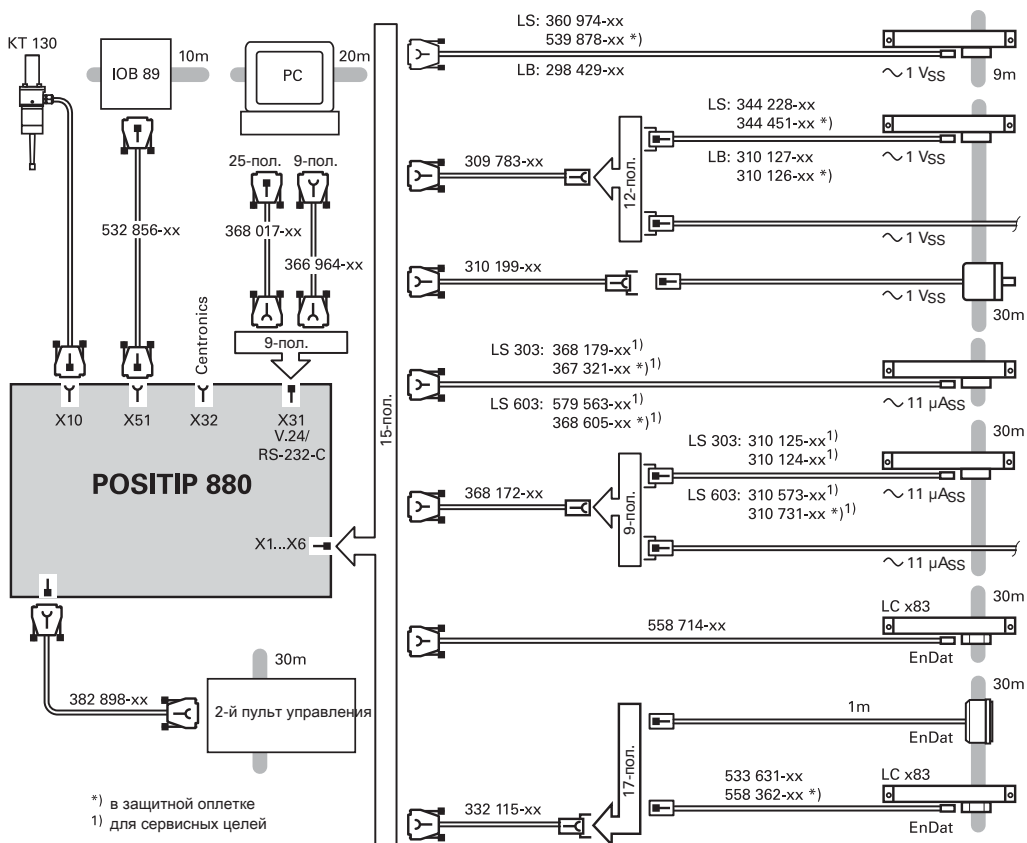 KT 130
IOB 89
10m
PC
20m
25-пол.
9-пол.
532 856-xx
368 017-xx
366 964-xx
Centronics
9-пол.
X10
X51
X32
X31
V.24/
RS-232-C
POSITIP 880
X1...X6
382 898-xx
30m
2-й пульт управления
*) в защитной оплетке
1) для сервисных целей
15-пол.
LS: 360 974-xx
539 878-xx *)
LB: 298 429-xx
~ 1 VSS
9m
309 783-xx
12-пол.
LS: 344 228-xx
344 451-xx *)
LB: 310 127-xx
310 126-xx *)
~ 1 VSS
~ 1 VSS
310 199-xx
~ 1 VSS
30m
LS 303: 368 179-xx1)
367 321-xx *)1)
LS 603: 579 563-xx1)
368 605-xx *)1)
~ 11 µASS
30m
368 172-xx
9-пол.
LS 303: 310 125-xx1)
310 124-xx1)
LS 603: 310 573-xx1)
310 731-xx *)1)
~ 11 µASS
~ 11 µASS
30m
LC x83
558 714-xx
EnDat
30m
1m
EnDat
17-пол.
332 115-xx
533 631-xx
558 362-xx *)
LC x83
EnDat